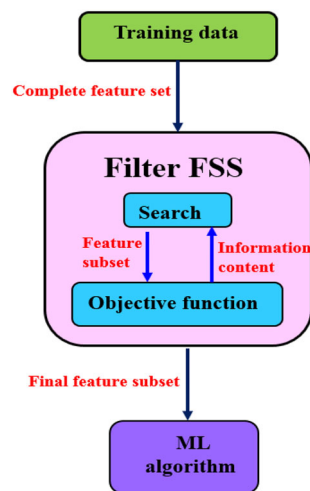 Training data
Complete feature set
Filter FSS
Search
Feature
subset
Information
content
Objective function
Final feature subset
ML
algorithm